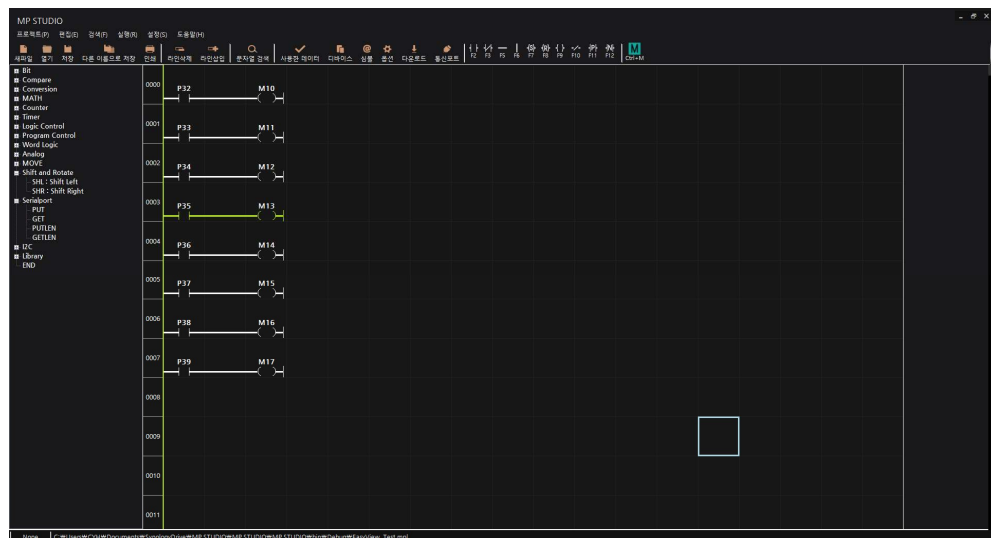 MP STUDIO
프로젝트(P) 편집(E) 검색(F) 실행(R) 설정(S) 도움말(H)
새파일 열기 저장 다른 이름으로 저장 인쇄 라인삭제 라인삽입 문자열 검색 사용한 데이터 디바이스 심볼 옵션 다운로드 통신포트 F2 F3 F5 F6 F7 F8 F9 F10 F11 F12 M Ctrl+M
Bit
Compare
Conversion
MATH
Counter
Timer
Logic Control
Program Control
Word Logic
Analog
MOVE
Shift and Rotate
SHL : Shift Left
SHR : Shift Right
Serialport
PUT
GET
PUTLEN
GETLEN
I2C
Library
END
0000 P32 M10
0001 P33 M11
0002 P34 M12
0003 P35 M13
0004 P36 M14
0005 P37 M15
0006 P38 M16
0007 P39 M17
0008
0009
0010
0011
None